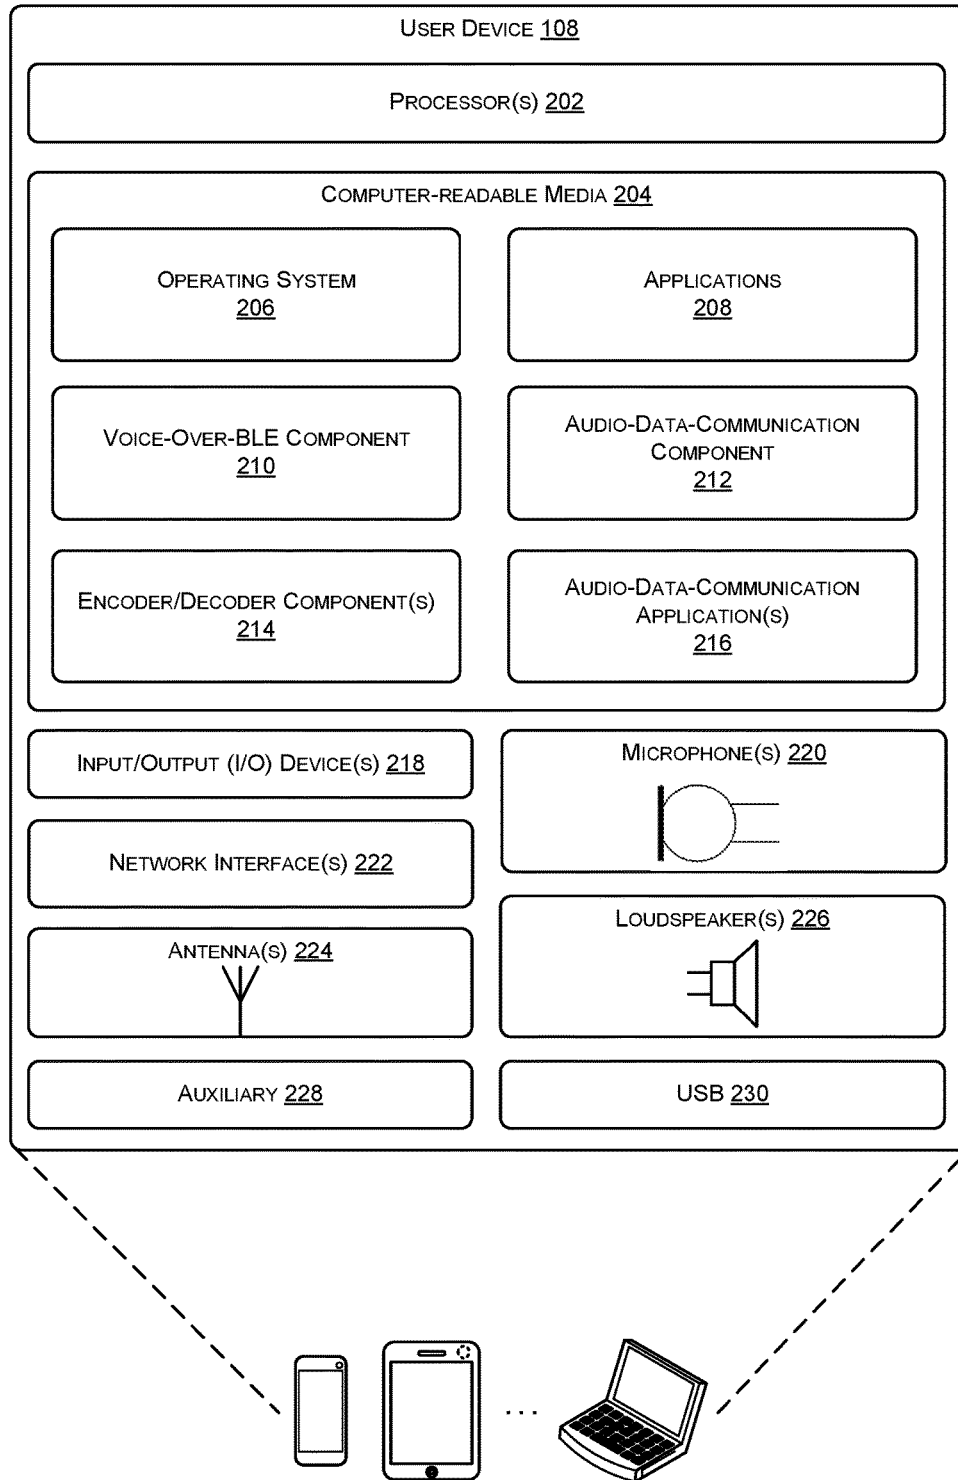 USER DEVICE 108
PROCESSOR(S) 202
COMPUTER-READABLE MEDIA 204
OPERATING SYSTEM
206
APPLICATIONS
208
VOICE-OVER-BLE COMPONENT
210
AUDIO-DATA-COMMUNICATION
COMPONENT
212
ENCODER/DECODER COMPONENT(S)
214
AUDIO-DATA-COMMUNICATION
APPLICATION(S)
216
INPUT/OUTPUT (I/O) DEVICE(S) 218
MICROPHONE(S) 220
NETWORK INTERFACE(S) 222
LOUDSPEAKER(S) 226
ANTENNA(S) 224
AUXILIARY 228
USB 230
...